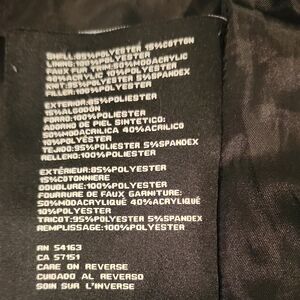 SHELL:85%POLYESTER 15%COTTON
LINING:100%POLYESTER
FAUX FUR TRIM:50%MODACRYLIC
40%ACRYLIC 10%POLYESTER
KNIT:95%POLYESTER 5%SPANDEX
FILLER:100%POLYESTER
EXTERIOR:85%POLIESTER
15%ALGODÓN
FORRO:100%POLIESTER
ADORNO DE PIEL SINTETICO:
50%MODACRILICA 40%ACRILICO
10%POLYÉSTER
TEJIDO:95%POLIESTER 5%SPANDEX
RELLENO:100%POLIESTER
EXTÉRIEUR:85%POLYESTER
15%COTONNIERE
DOUBLURE:100%POLYESTER
FOURRURE DE FAUX GARNITURE:
50%MODACRYLIQUÉ 40%ACRYLIQUE
10%POLYESTER
TRICOT:95%POLYESTER 5%SPANDEX
REMPLISSAGE:100%POLYESTER
RN 54163
CA 57151
CARE ON REVERSE
CUIDADO AL REVERSO
SOIN SUR L'INVERSE